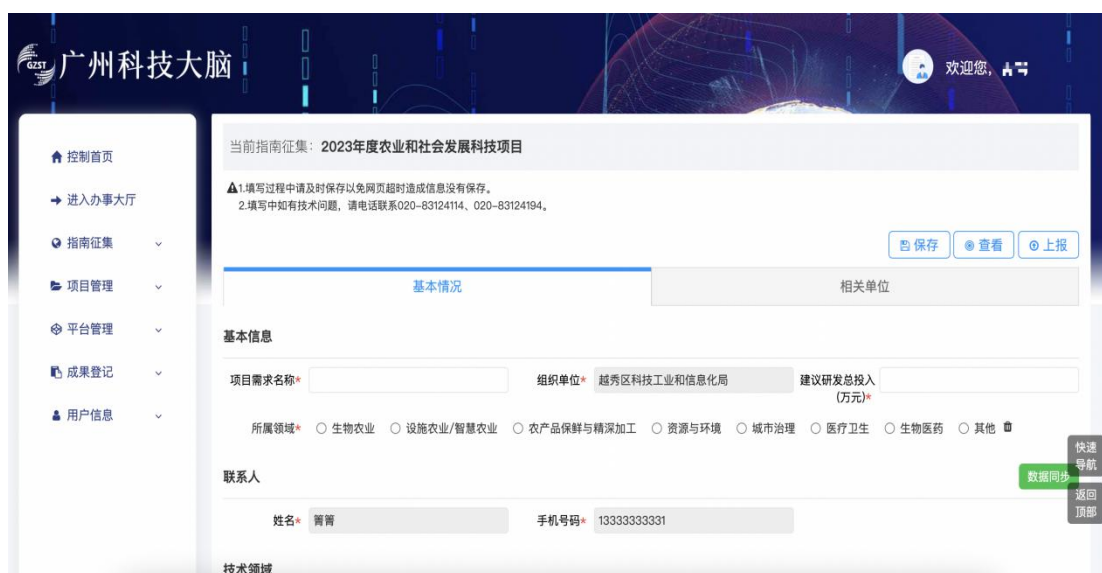 GZST 广州科技大脑
欢迎您,
控制首页
进入办事大厅
指南征集
项目管理
平台管理
成果登记
用户信息
当前指南征集：2023年度农业和社会发展科技项目
1.填写过程中请及时保存以免网页超时造成信息没有保存。
2.填写中如有技术问题，请电话联系020-83124114、020-83124194。
保存 查看 上报
基本情况 相关单位
基本信息
项目需求名称* 组织单位* 越秀区科技工业和信息化局 建议研发总投入
(万元)*
所属领域* 生物农业 设施农业/智慧农业 农产品保鲜与精深加工 资源与环境 城市治理 医疗卫生 生物医药 其他
联系人 数据同步
姓名* 箐箐 手机号码* 13333333331
技术领域
快速
导航
返回
顶部